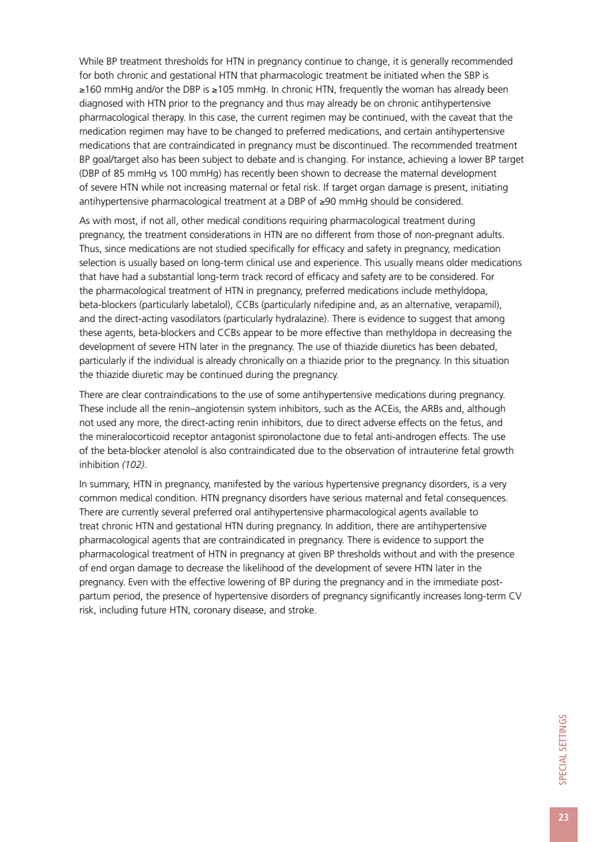 While BP treatment thresholds for HTN in pregnancy continue to change, it is generally recommended
for both chronic and gestational HTN that pharmacologic treatment be initiated when the SBP is
≥160 mmHg and/or the DBP is ≥105 mmHg. In chronic HTN, frequently the woman has already been
diagnosed with HTN prior to the pregnancy and thus may already be on chronic antihypertensive
pharmacological therapy. In this case, the current regimen may be continued, with the caveat that the
medication regimen may have to be changed to preferred medications, and certain antihypertensive
medications that are contraindicated in pregnancy must be discontinued. The recommended treatment
BP goal/target also has been subject to debate and is changing. For instance, achieving a lower BP target
(DBP of 85 mmHg vs 100 mmHg) has recently been shown to decrease the maternal development
of severe HTN while not increasing maternal or fetal risk. If target organ damage is present, initiating
antihypertensive pharmacological treatment at a DBP of ≥90 mmHg should be considered.
As with most, if not all, other medical conditions requiring pharmacological treatment during
pregnancy, the treatment considerations in HTN are no different from those of non-pregnant adults.
Thus, since medications are not studied specifically for efficacy and safety in pregnancy, medication
selection is usually based on long-term clinical use and experience. This usually means older medications
that have had a substantial long-term track record of efficacy and safety are to be considered. For
the pharmacological treatment of HTN in pregnancy, preferred medications include methyldopa,
beta-blockers (particularly labetalol), CCBs (particularly nifedipine and, as an alternative, verapamil),
and the direct-acting vasodilators (particularly hydralazine). There is evidence to suggest that among
these agents, beta-blockers and CCBs appear to be more effective than methyldopa in decreasing the
development of severe HTN later in the pregnancy. The use of thiazide diuretics has been debated,
particularly if the individual is already chronically on a thiazide prior to the pregnancy. In this situation
the thiazide diuretic may be continued during the pregnancy.
There are clear contraindications to the use of some antihypertensive medications during pregnancy.
These include all the renin–angiotensin system inhibitors, such as the ACEis, the ARBs and, although
not used any more, the direct-acting renin inhibitors, due to direct adverse effects on the fetus, and
the mineralocorticoid receptor antagonist spironolactone due to fetal anti-androgen effects. The use
of the beta-blocker atenolol is also contraindicated due to the observation of intrauterine fetal growth
inhibition (102).
In summary, HTN in pregnancy, manifested by the various hypertensive pregnancy disorders, is a very
common medical condition. HTN pregnancy disorders have serious maternal and fetal consequences.
There are currently several preferred oral antihypertensive pharmacological agents available to
treat chronic HTN and gestational HTN during pregnancy. In addition, there are antihypertensive
pharmacological agents that are contraindicated in pregnancy. There is evidence to support the
pharmacological treatment of HTN in pregnancy at given BP thresholds without and with the presence
of end organ damage to decrease the likelihood of the development of severe HTN later in the
pregnancy. Even with the effective lowering of BP during the pregnancy and in the immediate post-
partum period, the presence of hypertensive disorders of pregnancy significantly increases long-term CV
risk, including future HTN, coronary disease, and stroke.
SPECIAL SETTINGS
23